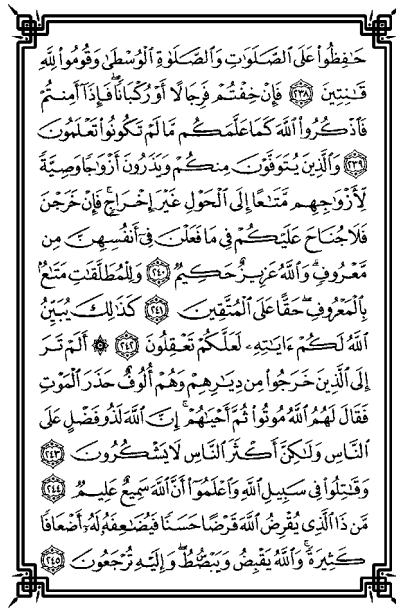 حَٰفِظُوا۟ عَلَى ٱلصَّلَوَٰتِ وَٱلصَّلَوٰةِ ٱلْوُسْطَىٰ وَقُومُوا۟ لِلَّهِ
قَٰنِتِينَ ٢٣٨ فَإِنْ خِفْتُمْ فَرِجَالًا أَوْ رُكْبَانًا ۖ فَإِذَآ أَمِنتُمْ
فَٱذْكُرُوا۟ ٱللَّهَ كَمَا عَلَّمَكُم مَّا لَمْ تَكُونُوا۟ تَعْلَمُونَ
٢٣٩ وَٱلَّذِينَ يُتَوَفَّوْنَ مِنكُمْ وَيَذَرُونَ أَزْوَٰجًا وَصِيَّةً
لِّأَزْوَٰجِهِم مَّتَٰعًا إِلَى ٱلْحَوْلِ غَيْرَ إِخْرَاجٍ ۚ فَإِنْ خَرَجْنَ
فَلَا جُنَاحَ عَلَيْكُمْ فِى مَا فَعَلْنَ فِىٓ أَنفُسِهِنَّ مِن
مَّعْرُوفٍ ۗ وَٱللَّهُ عَزِيزٌ حَكِيمٌ ٢٤٠ وَلِلْمُطَلَّقَٰتِ مَتَٰعٌۢ
بِٱلْمَعْرُوفِ ۖ حَقًّا عَلَى ٱلْمُتَّقِينَ ٢٤١ كَذَٰلِكَ يُبَيِّنُ
ٱللَّهُ لَكُمْ ءَايَٰتِهِۦ لَعَلَّكُمْ تَعْقِلُونَ ٢٤٢ ۞ أَلَمْ تَرَ
إِلَى ٱلَّذِينَ خَرَجُوا۟ مِن دِيَٰرِهِمْ وَهُمْ أُلُوفٌ حَذَرَ ٱلْمَوْتِ
فَقَالَ لَهُمُ ٱللَّهُ مُوتُوا۟ ثُمَّ أَحْيَٰهُمْ ۚ إِنَّ ٱللَّهَ لَذُو فَضْلٍ عَلَى
ٱلنَّاسِ وَلَٰكِنَّ أَكْثَرَ ٱلنَّاسِ لَا يَشْكُرُونَ ٢٤٣
وَقَٰتِلُوا۟ فِى سَبِيلِ ٱللَّهِ وَٱعْلَمُوٓا۟ أَنَّ ٱللَّهَ سَمِيعٌ عَلِيمٌ ٢٤٤
مَّن ذَا ٱلَّذِى يُقْرِضُ ٱللَّهَ قَرْضًا حَسَنًا فَيُضَٰعِفَهُۥ لَهُۥٓ أَضْعَافًا
كَثِيرَةً ۚ وَٱللَّهُ يَقْبِضُ وَيَبْصُۜطُ وَإِلَيْهِ تُرْجَعُونَ ٢٤٥